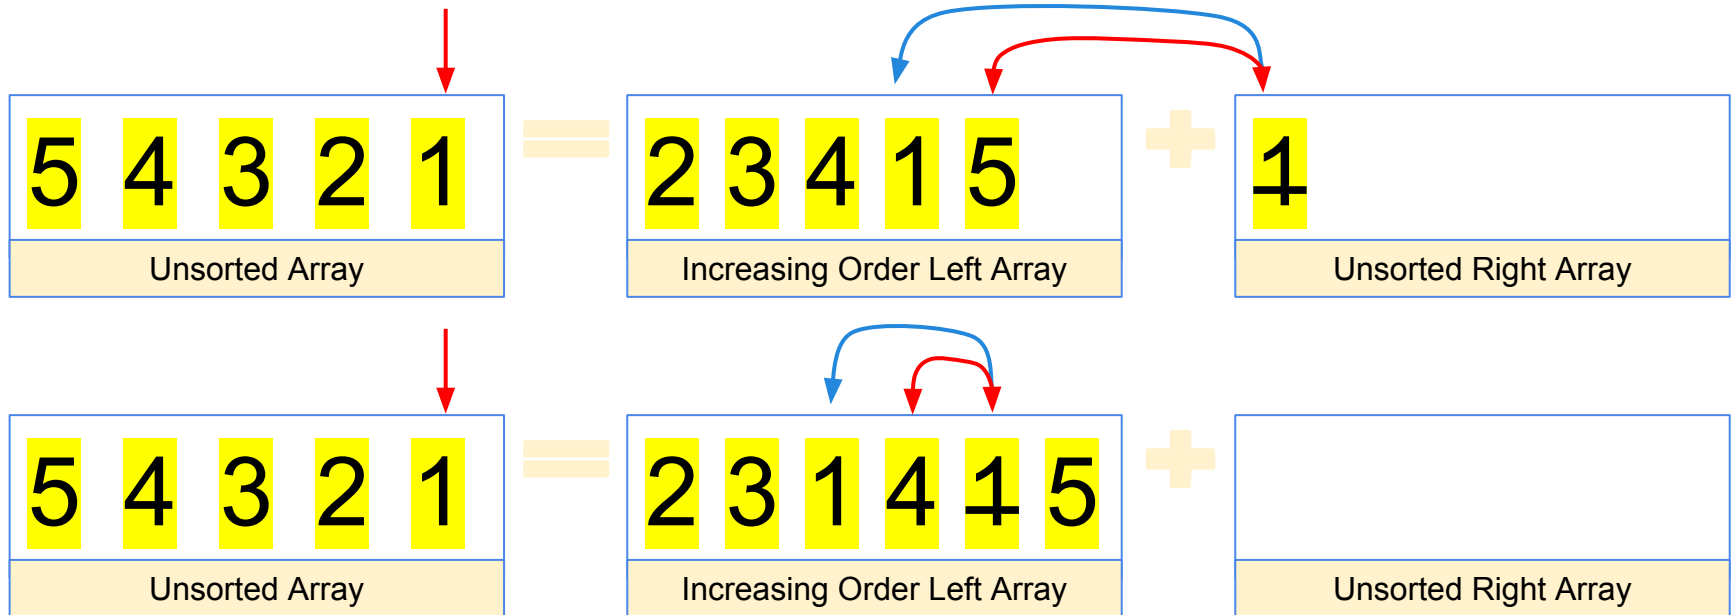 5 4 3 2 1 = 2 3 4 1 5 + 1
Unsorted Array Increasing Order Left Array Unsorted Right Array
5 4 3 2 1 = 2 3 1 4 1 5 +
Unsorted Array Increasing Order Left Array Unsorted Right Array